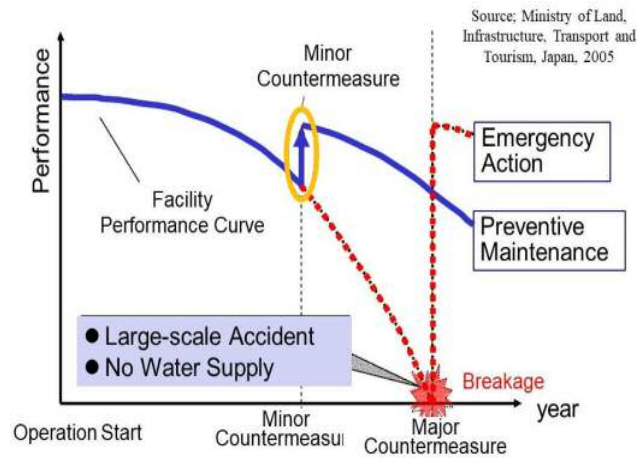 Source; Ministry of Land,
Infrastructure, Transport and
Tourism, Japan, 2005
Minor
Countermeasure
Performance
Emergency
Action
Facility
Performance Curve
Preventive
Maintenance
● Large-scale Accident
● No Water Supply
Breakage
year
Operation Start
Minor
Countermeasu
Major
Countermeasure